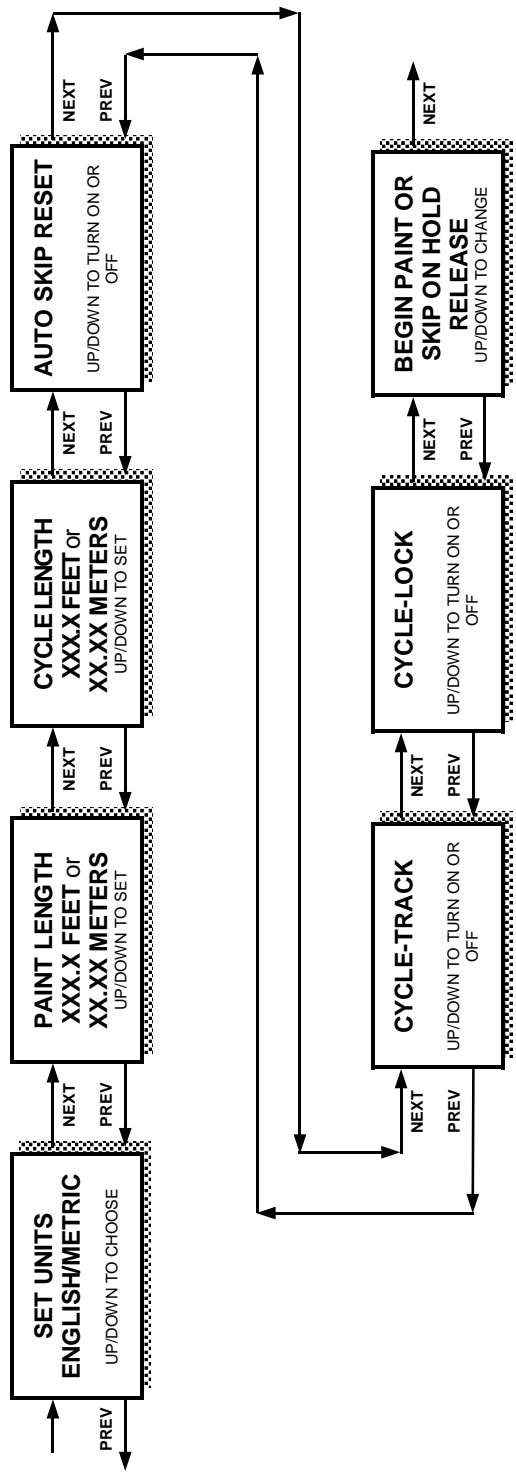 PREV
SET UNITS
ENGLISH/METRIC
UP/DOWN TO CHOOSE
NEXT
PREV
PAINT LENGTH
XXX.X FEET or
XX.XX METERS
UP/DOWN TO SET
NEXT
PREV
CYCLE LENGTH
XXX.X FEET or
XX.XX METERS
UP/DOWN TO SET
NEXT
PREV
AUTO SKIP RESET
UP/DOWN TO TURN ON OR
OFF
NEXT
PREV
NEXT
PREV
CYCLE-TRACK
UP/DOWN TO TURN ON OR
OFF
NEXT
PREV
CYCLE-LOCK
UP/DOWN TO TURN ON OR
OFF
NEXT
PREV
BEGIN PAINT OR
SKIP ON HOLD
RELEASE
UP/DOWN TO CHANGE
NEXT